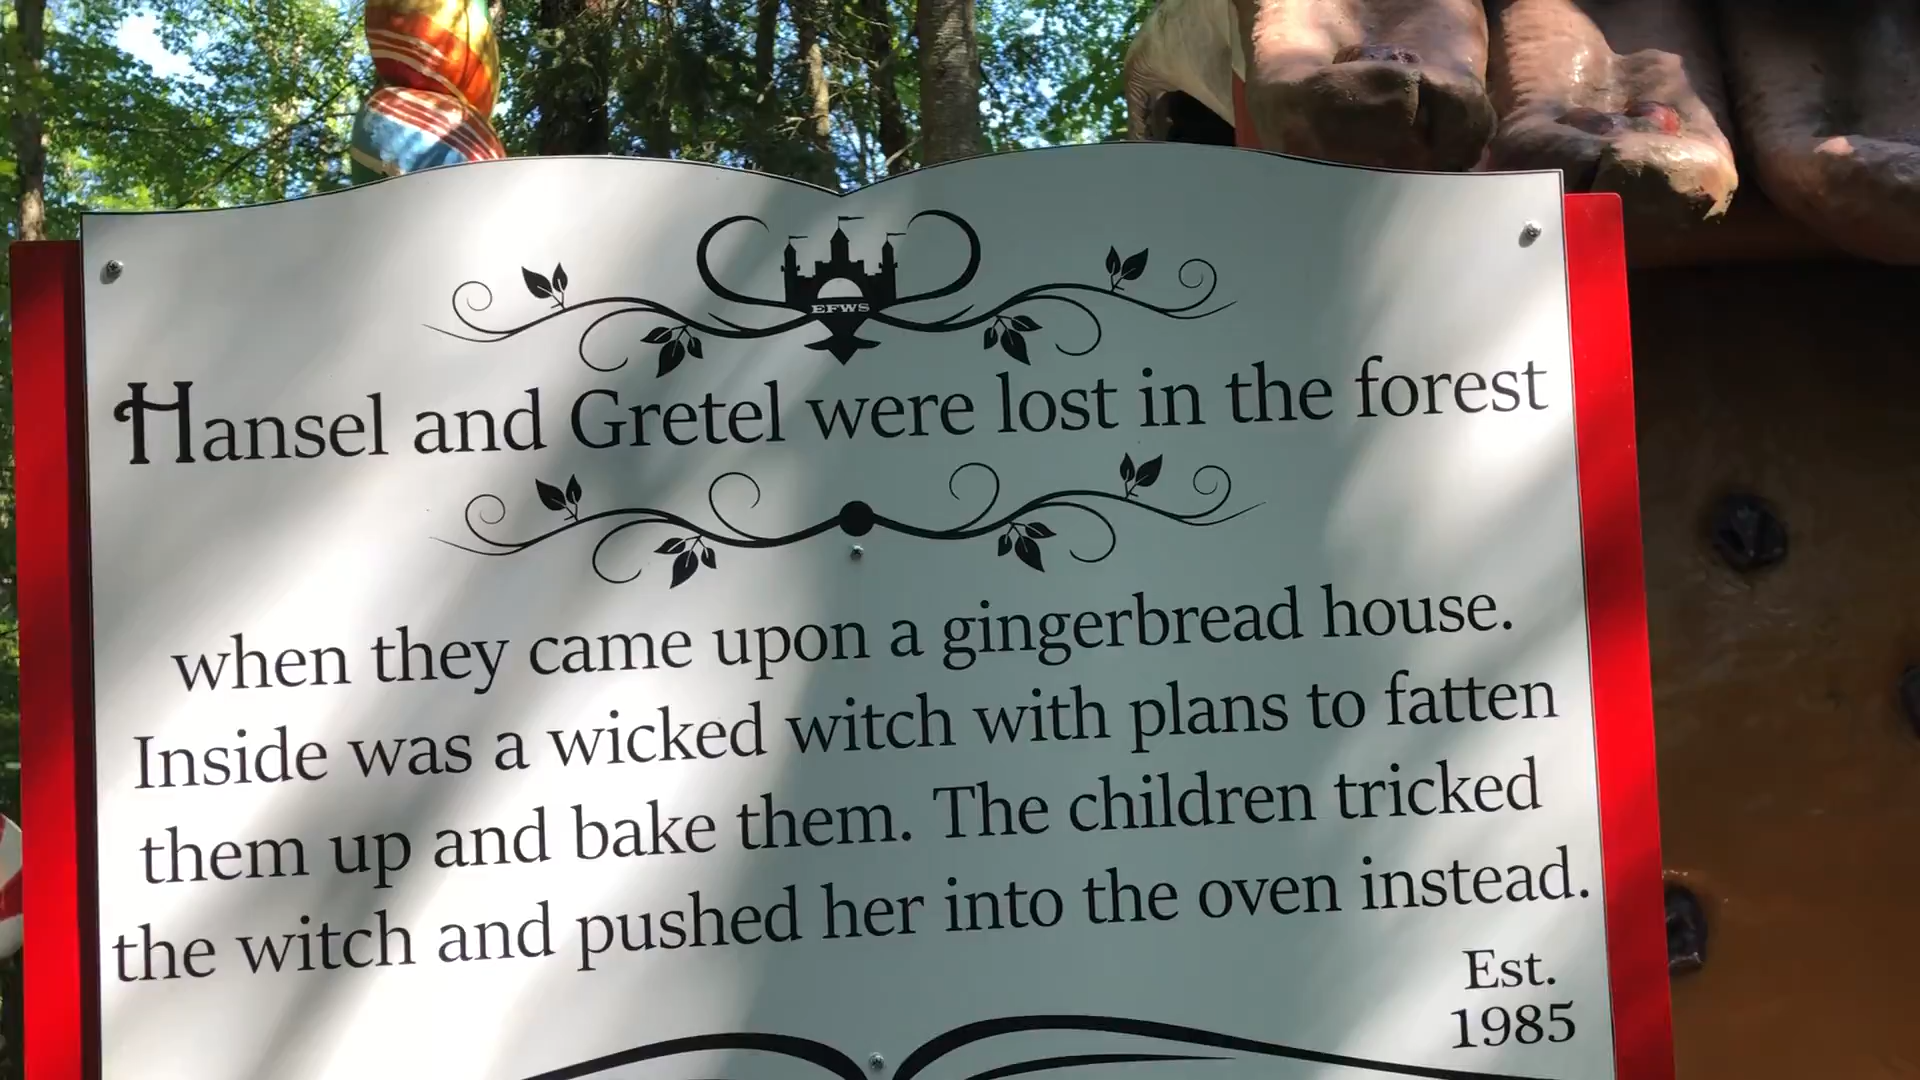 EFWS
Hansel and Gretel were lost in the forest
when they came upon a gingerbread house.
Inside was a wicked witch with plans to fatten
them up and bake them. The children tricked
the witch and pushed her into the oven instead.
Est.
1985